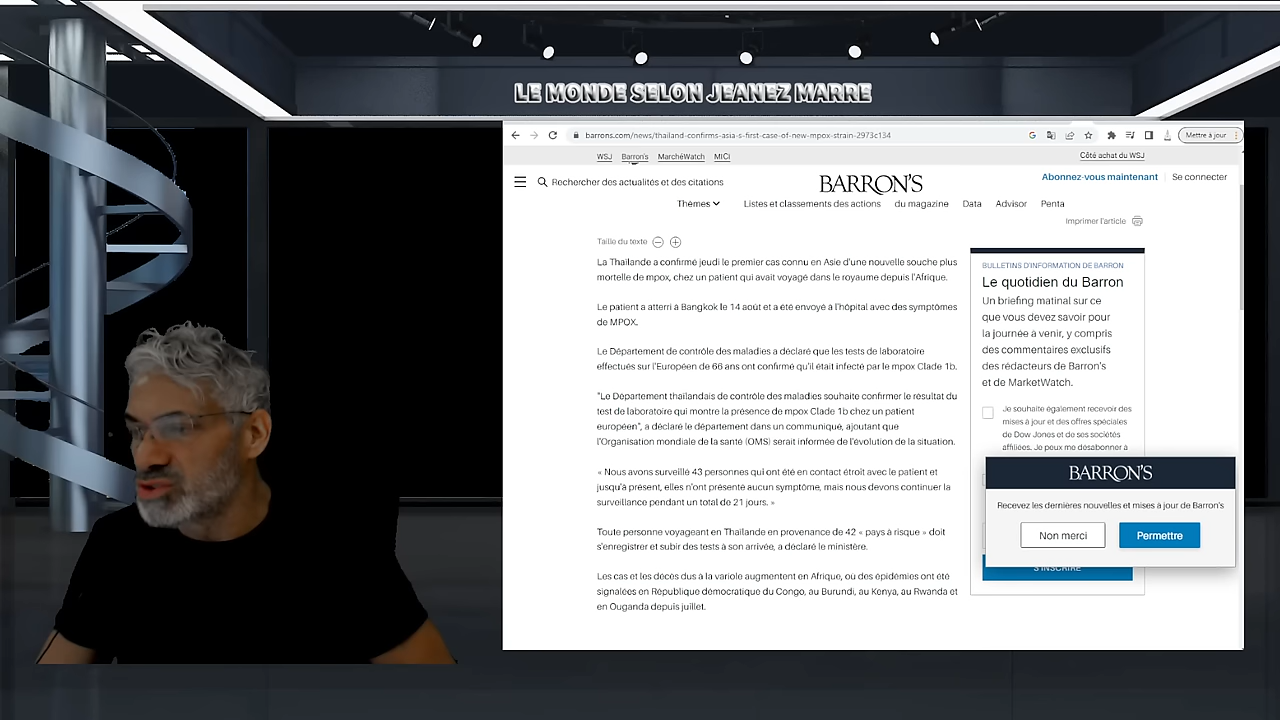 LE MONDE SELON JEANEZ MARRE
barrons.com/news/thailand-confirms-asia-s-first-case-of-new-mpox-strain-2973c134
Mettre à jour
WSJ Barron's MarchéWatch MICI
Côté achat du WSJ
Rechercher des actualités et des citations
BARRON'S
Abonnez-vous maintenant
Se connecter
Thèmes
Listes et classements des actions
du magazine
Data
Advisor
Penta
Imprimer l'article
Taille du texte
La Thaïlande a confirmé jeudi le premier cas connu en Asie d'une nouvelle souche plus
mortelle de mpox, chez un patient qui avait voyagé dans le royaume depuis l'Afrique.
Le patient a atterri à Bangkok le 14 août et a été envoyé à l'hôpital avec des symptômes
de MPOX.
Le Département de contrôle des maladies a déclaré que les tests de laboratoire
effectués sur l'Européen de 66 ans ont confirmé qu'il était infecté par le mpox Clade 1b.
"Le Département thaïlandais de contrôle des maladies souhaite confirmer le résultat du
test de laboratoire qui montre la présence de mpox Clade 1b chez un patient
européen", a déclaré le département dans un communiqué, ajoutant que
l'Organisation mondiale de la santé (OMS) serait informée de l'évolution de la situation.
« Nous avons surveillé 43 personnes qui ont été en contact étroit avec le patient et
jusqu'à présent, elles n'ont présenté aucun symptôme, mais nous devons continuer la
surveillance pendant un total de 21 jours. »
Toute personne voyageant en Thaïlande en provenance de 42 « pays à risque » doit
s'enregistrer et subir des tests à son arrivée, a déclaré le ministère.
Les cas et les décès dus à la variole augmentent en Afrique, ou des épidémies ont été
signalées en République démocratique du Congo, au Burundi, au Kenya, au Rwanda et
en Ouganda depuis juillet.
BULLETINS D'INFORMATION DE BARRON
Le quotidien du Barron
Un briefing matinal sur ce
que vous devez savoir pour
la journée à venir, y compris
des commentaires exclusifs
des rédacteurs de Barron's
et de MarketWatch.
Je souhaite également recevoir des
mises à jour et des offres spéciales
de Dow Jones et de ses sociétés
affiliées. Je peux me désabonner à
BARRON'S
Recevez les dernières nouvelles et mises à jour de Barron's
Non merci
Permettre
S'INSCRIRE